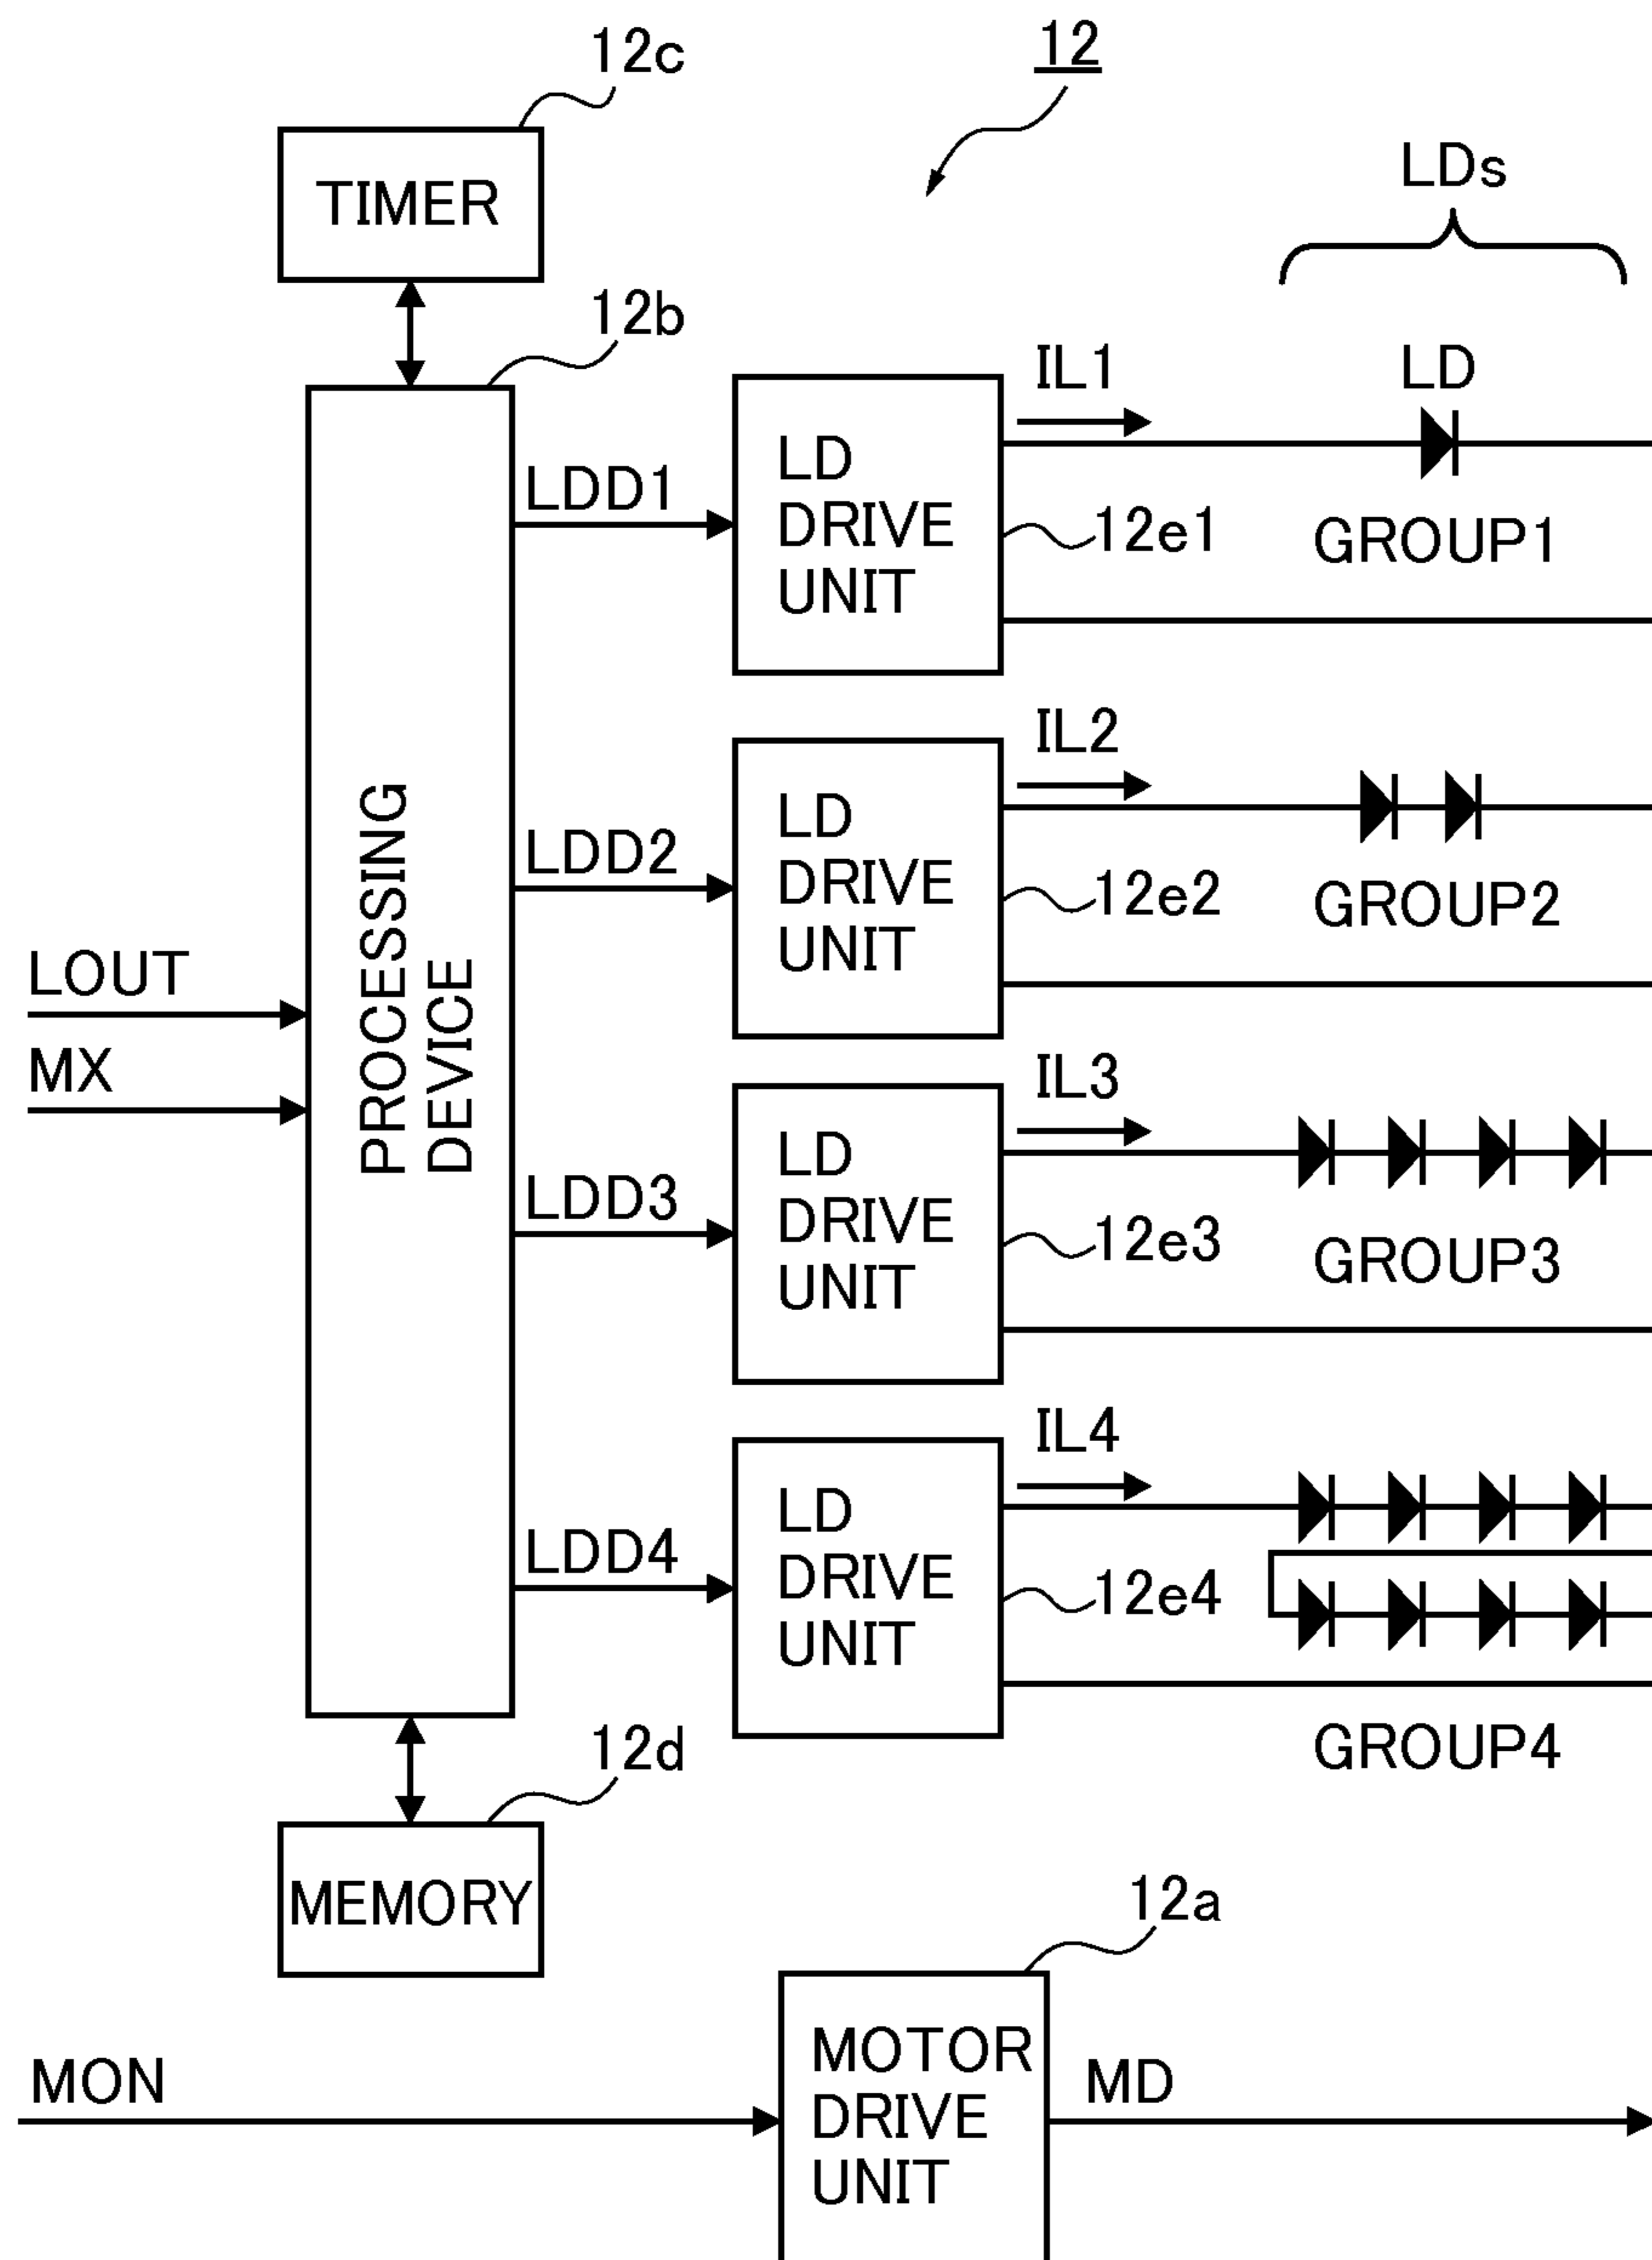 12c
12
TIMER
LDs
12b
IL1
LD
LDD1
LD
DRIVE
UNIT
12e1
GROUP1
IL2
LDD2
LD
DRIVE
UNIT
12e2
GROUP2
LOUT
MX
PROCESSING
DEVICE
IL3
LDD3
LD
DRIVE
UNIT
12e3
GROUP3
IL4
LDD4
LD
DRIVE
UNIT
12e4
GROUP4
12d
MEMORY
12a
MON
MOTOR
DRIVE
UNIT
MD